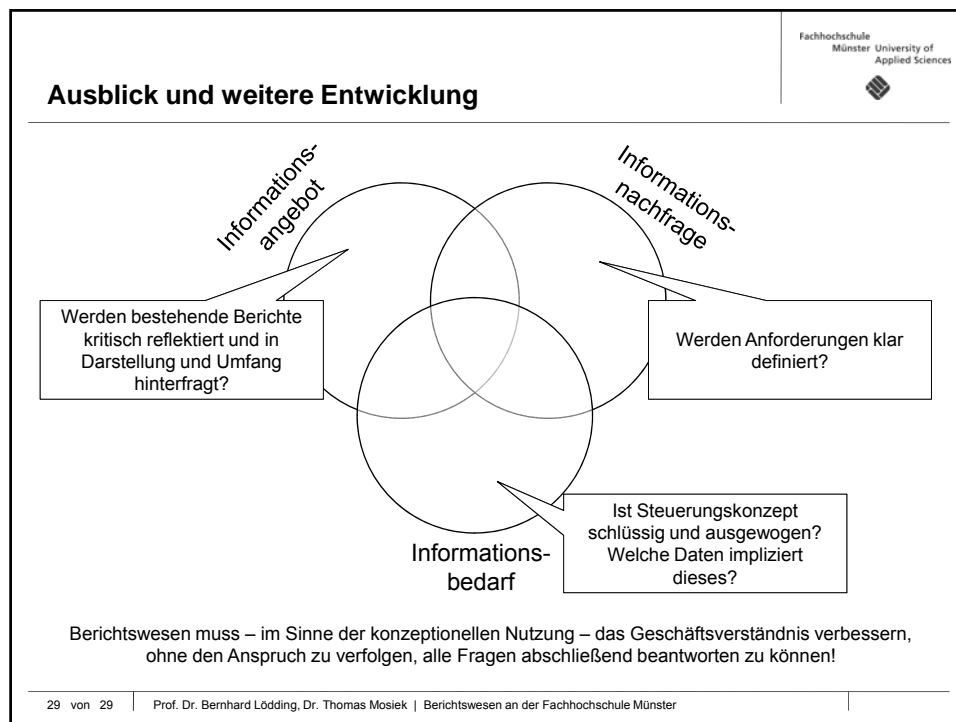 Fachhochschule
Münster University of
Applied Sciences
Ausblick und weitere Entwicklung
Informations-
angebot
Informations-
nachfrage
Werden bestehende Berichte
kritisch reflektiert und in
Darstellung und Umfang
hinterfragt?
Werden Anforderungen klar
definiert?
Ist Steuerungskonzept
schlüssig und ausgewogen?
Welche Daten impliziert
dieses?
Informations-
bedarf
Berichtswesen muss – im Sinne der konzeptionellen Nutzung – das Geschäftsverständnis verbessern,
ohne den Anspruch zu verfolgen, alle Fragen abschließend beantworten zu können!
29 von 29 Prof. Dr. Bernhard Lödding, Dr. Thomas Mosiek | Berichtswesen an der Fachhochschule Münster